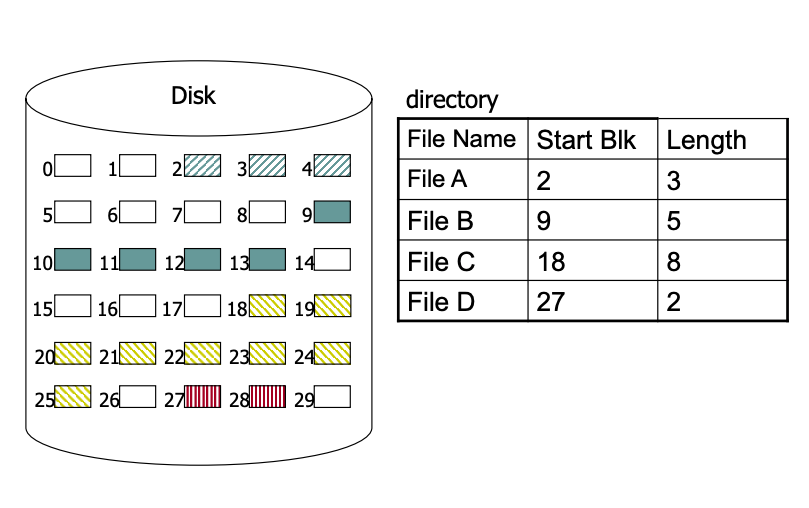 Disk
0 1 2 3 4
5 6 7 8 9
10 11 12 13 14
15 16 17 18 19
20 21 22 23 24
25 26 27 28 29
directory
File Name Start Blk Length
File A 2 3
File B 9 5
File C 18 8
File D 27 2